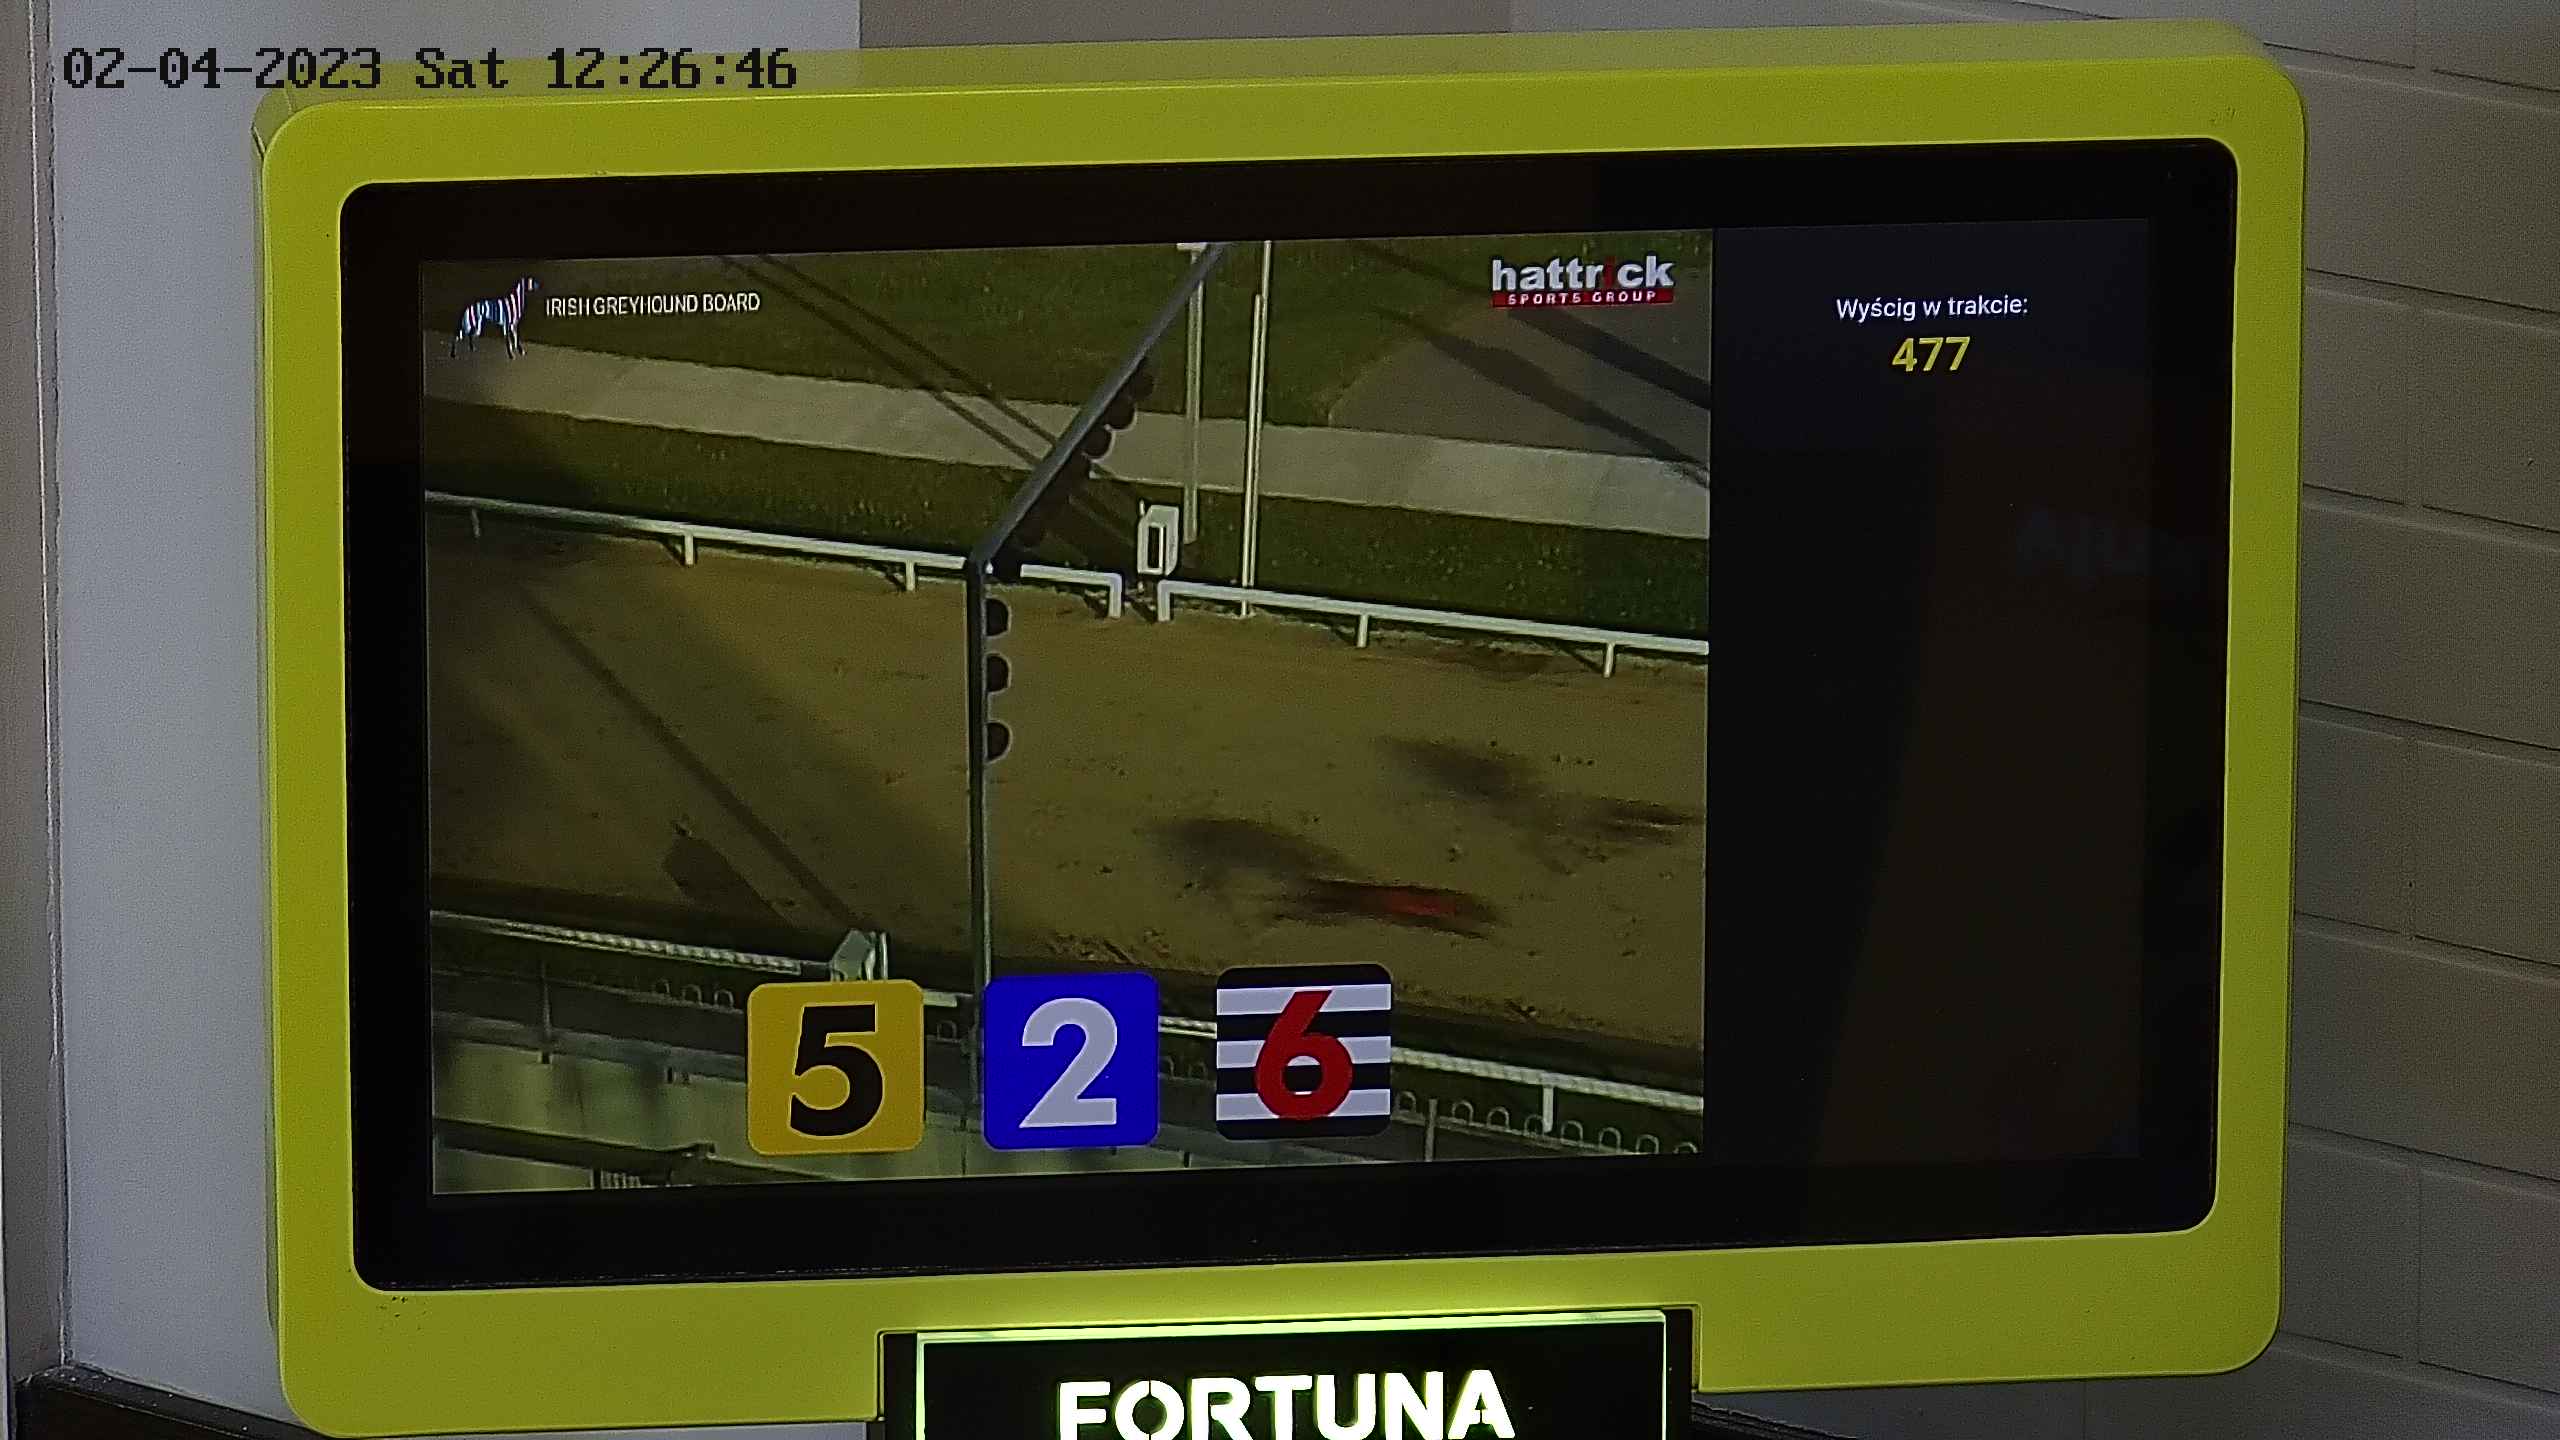 02-04-2023 Sat 12:26:46
IRISH GREYHOUND BOARD
hattrick
SPORTS GROUP
Wyścig w trakcie:
477
5 2 6
FORTUNA